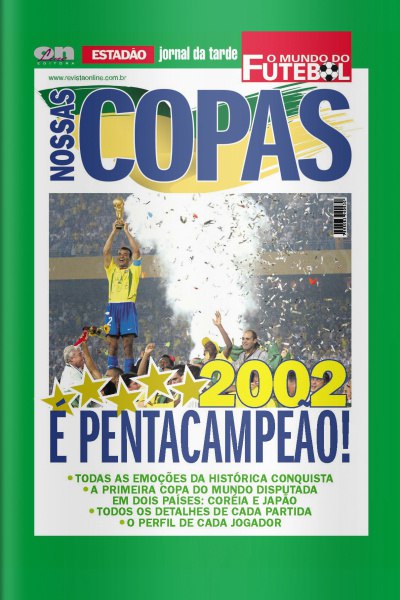 on
EDITORA
ESTADÃO
jornal da tarde
O MUNDO DO
FUTEBOL
www.revistaonline.com.br
NOSSAS
COPAS
2
2002
É PENTACAMPEÃO!
• TODAS AS EMOÇÕES DA HISTÓRICA CONQUISTA
• A PRIMEIRA COPA DO MUNDO DISPUTADA
EM DOIS PAÍSES: CORÉIA E JAPÃO
• TODOS OS DETALHES DE CADA PARTIDA
• O PERFIL DE CADA JOGADOR